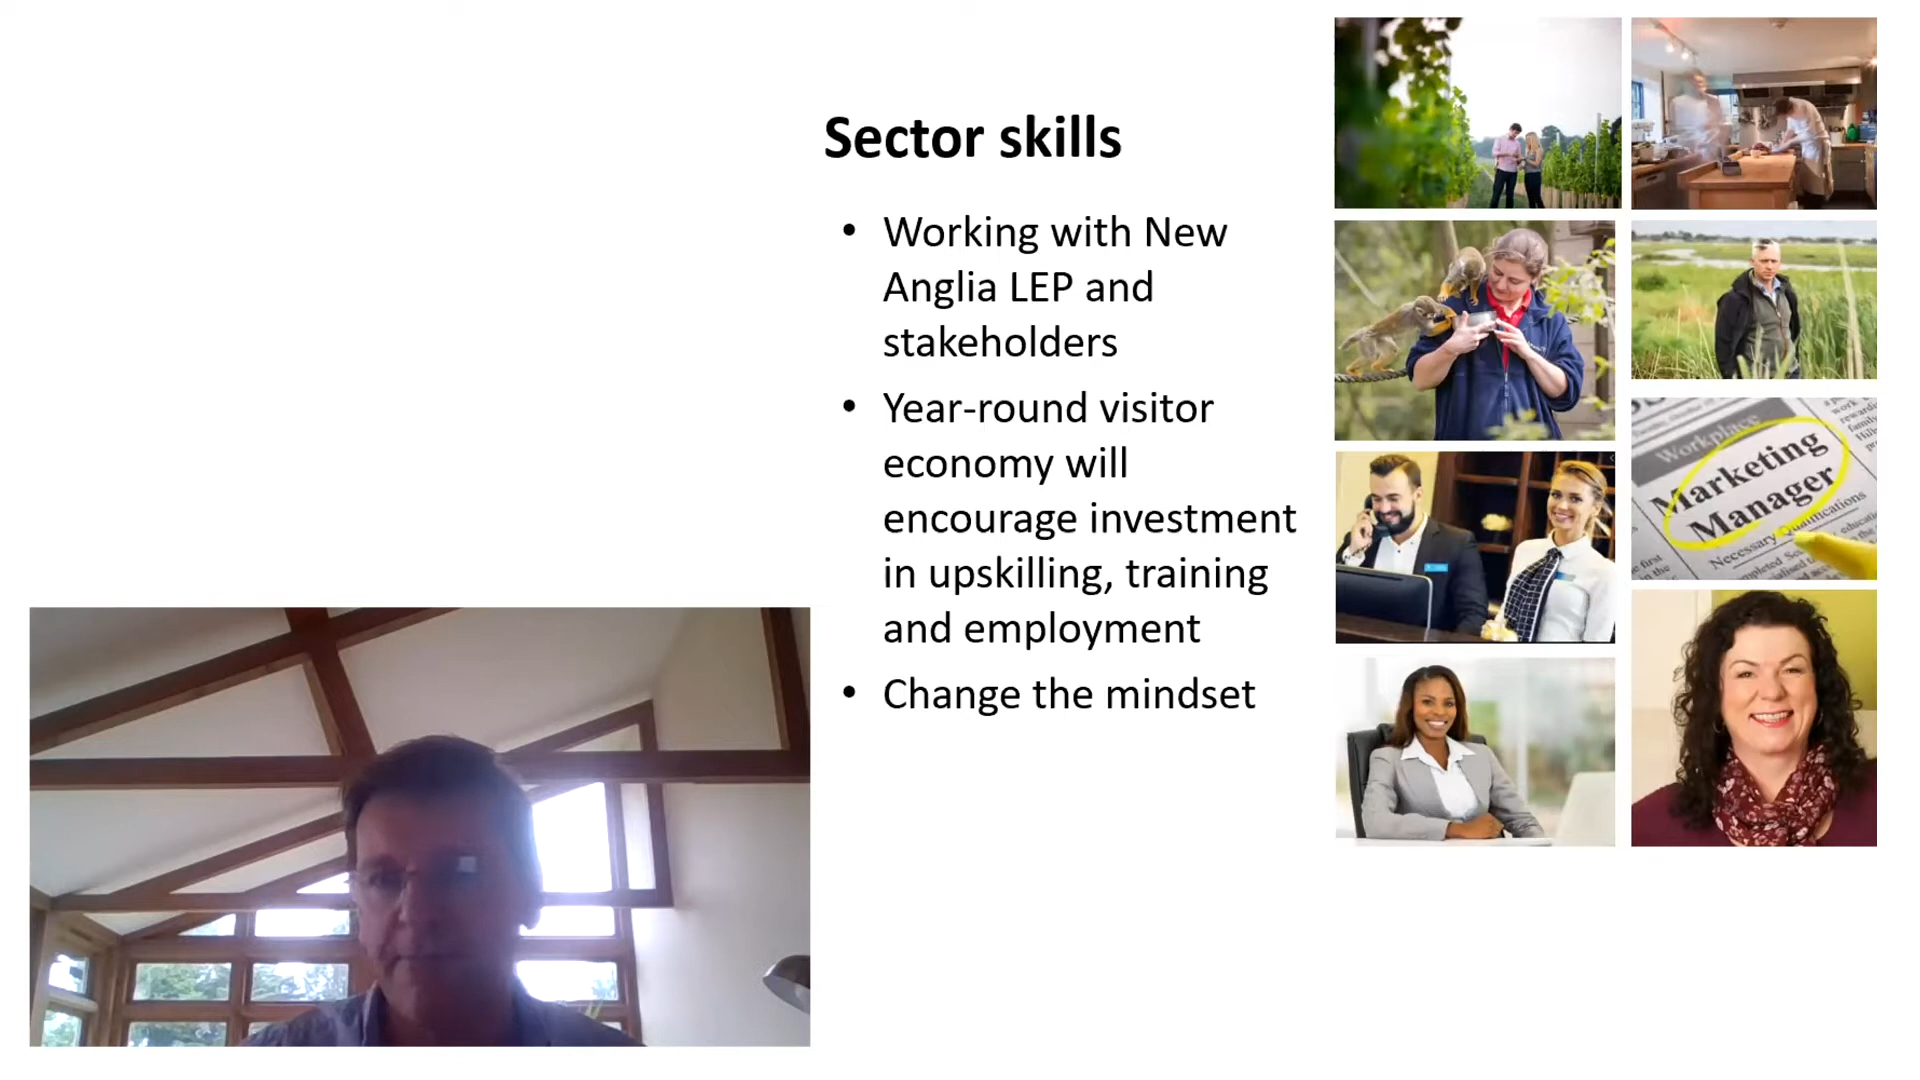 Sector skills
• Working with New
Anglia LEP and
stakeholders
• Year-round visitor
economy will
encourage investment
in upskilling, training
and employment
• Change the mindset
Workplace
Marketing
Manager
Necessary Qualifications